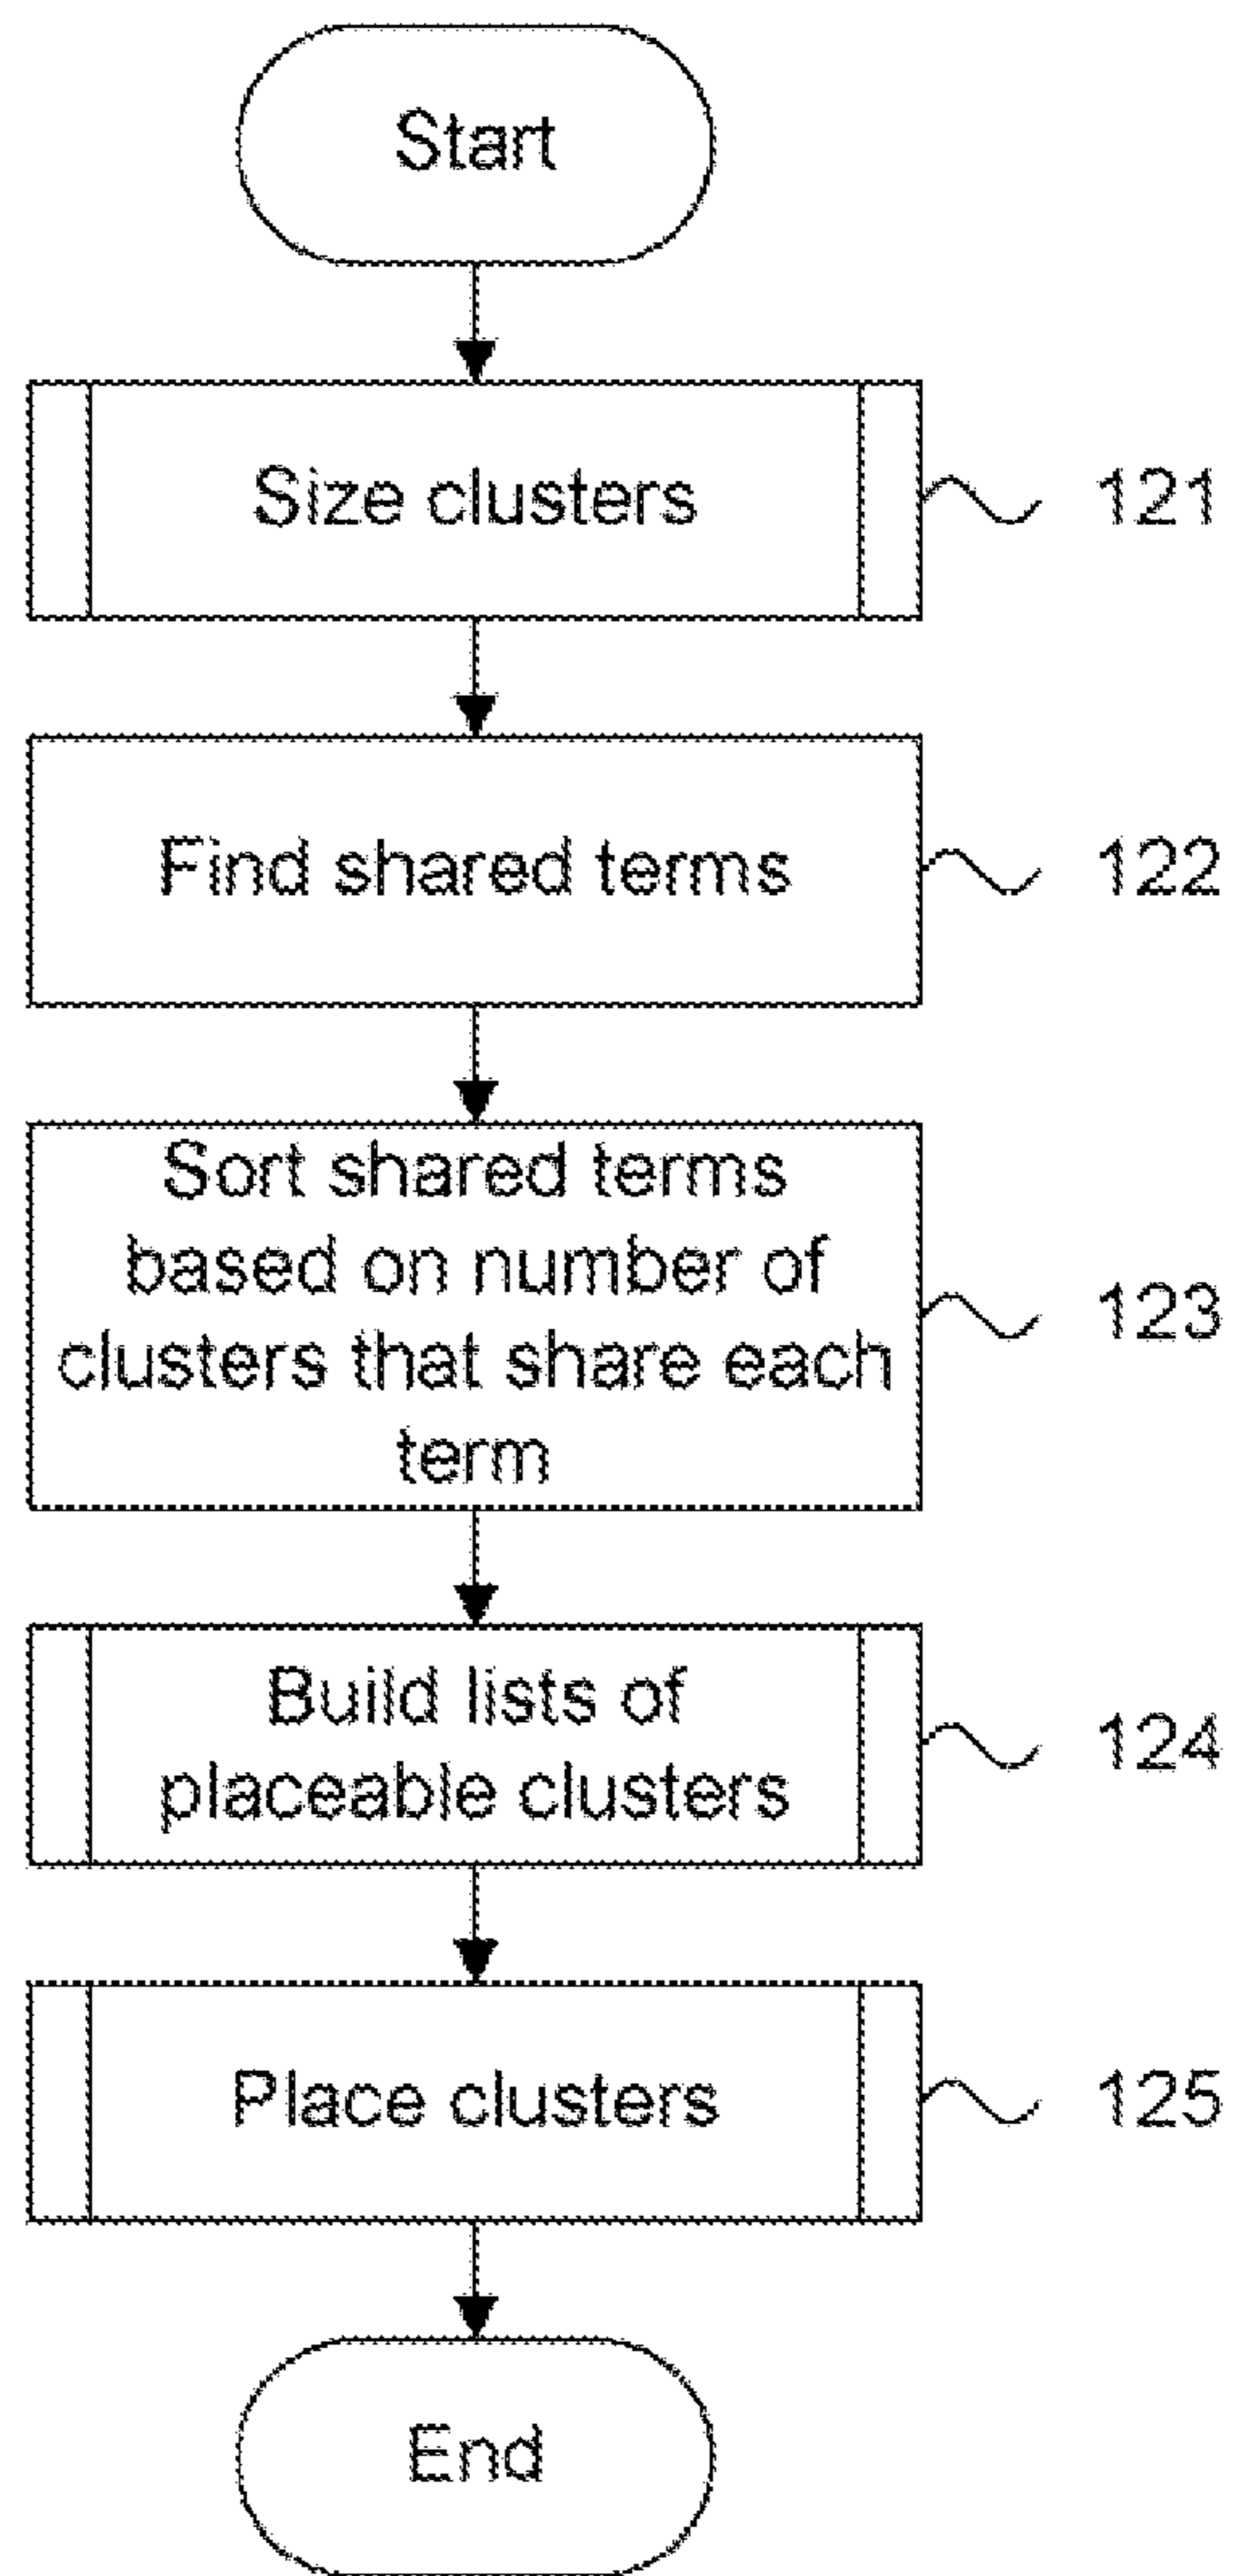 Start
Size clusters
121
Find shared terms
122
Sort shared terms
based on number of
clusters that share each
term
123
Build lists of
placeable clusters
124
Place clusters
125
End